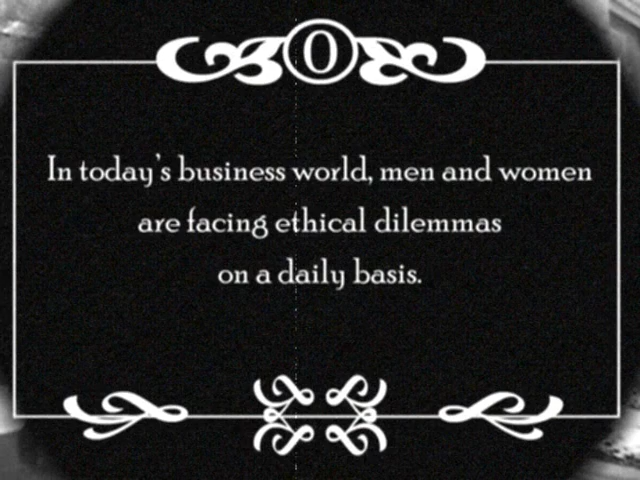 O
In today's business world, men and women
are facing ethical dilemmas
on a daily basis.